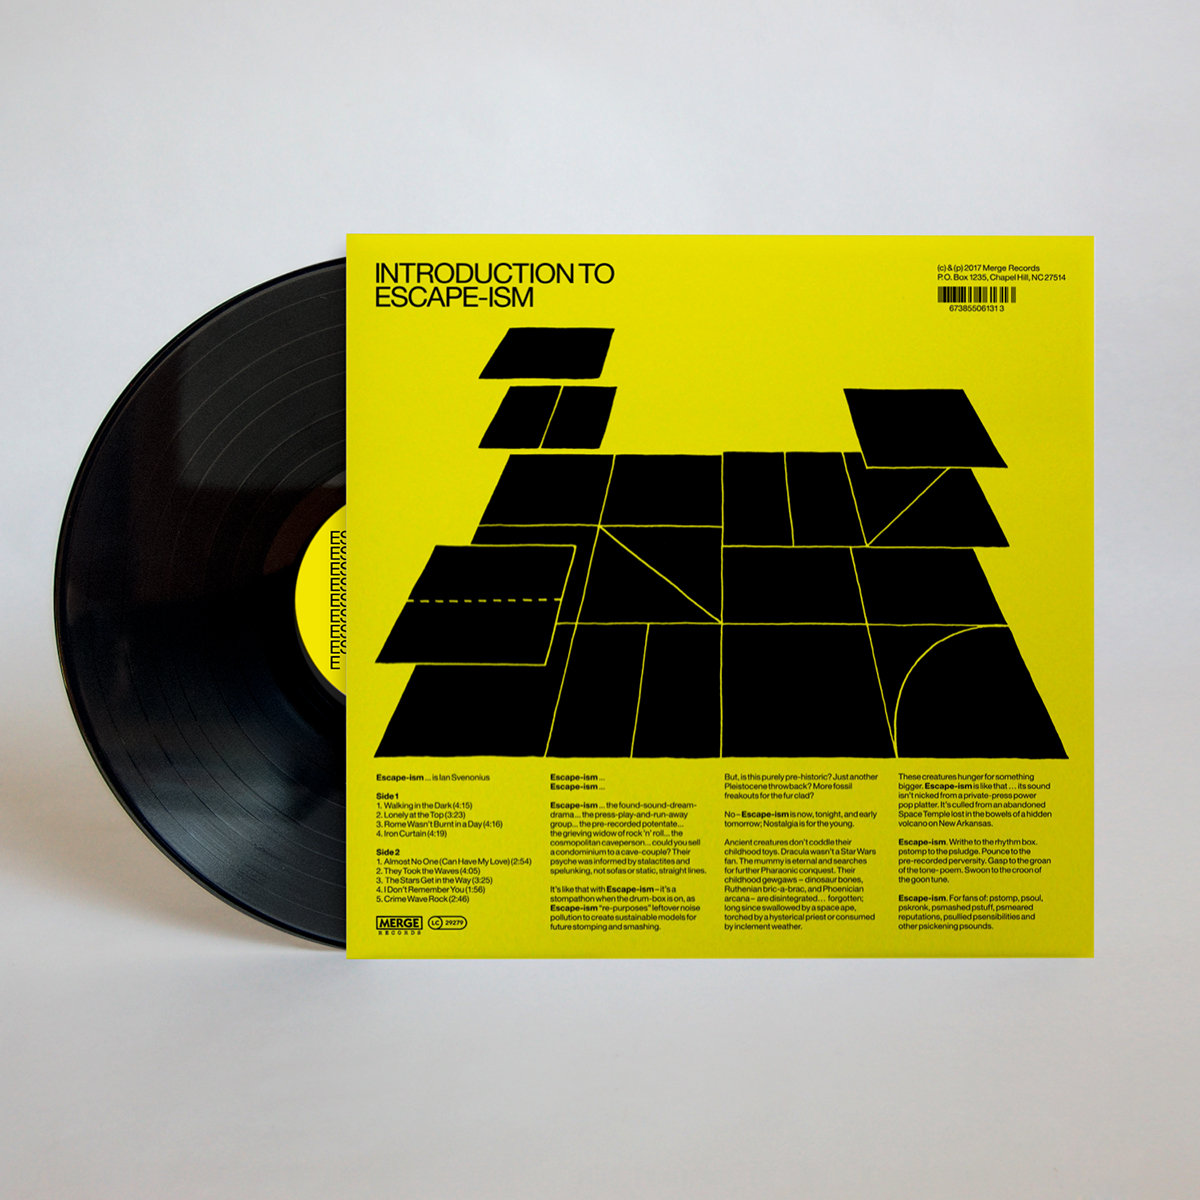 INTRODUCTION TO
ESCAPE-ISM
(c) & (p) 2017 Merge Records
P. O. Box 1235, Chapel Hill, NC 27514
673855061313
Escape-ism ... is Ian Svenonius
Side 1
1. Walking in the Dark (4:15)
2. Lonely at the Top (3:23)
3. Rome Wasn't Burnt in a Day (4:16)
4. Iron Curtain (4:19)
Side 2
1. Almost No One (Can Have My Love) (2:54)
2. They Took the Waves (4:05)
3. The Stars Get in the Way (3:25)
4. I Don't Remember You (1:56)
5. Crime Wave Rock (2:46)
MERGE
RECORDS
LC 29279
Escape-ism ...
Escape-ism ...
Escape-ism ... the found-sound-dream-
drama ... the press-play-and-run-away
group... the pre-recorded potentate...
the grieving widow of rock 'n' roll... the
cosmopolitan caveperson... could you sell
a condominium to a cave-couple? Their
psyche was informed by stalactites and
spelunking, not sofas or static, straight lines.
It's like that with Escape-ism – it's a
stompathon when the drum-box is on, as
Escape-ism "re-purposes" leftover noise
pollution to create sustainable models for
future stomping and smashing.
But, is this purely pre-historic? Just another
Pleistocene throwback? More fossil
freakouts for the fur clad?
No – Escape-ism is now, tonight, and early
tomorrow; Nostalgia is for the young.
Ancient creatures don't coddle their
childhood toys. Dracula wasn't a Star Wars
fan. The mummy is eternal and searches
for further Pharaonic conquest. Their
childhood gewgaws – dinosaur bones,
Ruthenian bric-a-brac, and Phoenician
arcana – are disintegrated... forgotten;
long since swallowed by a space ape,
torched by a hysterical priest or consumed
by inclement weather.
These creatures hunger for something
bigger. Escape-ism is like that ... its sound
isn't nicked from a private-press power
pop platter. It's culled from an abandoned
Space Temple lost in the bowels of a hidden
volcano on New Arkansas.
Escape-ism. Writhe to the rhythm box.
pstomp to the psludge. Pounce to the
pre-recorded perversity. Gasp to the groan
of the tone- poem. Swoon to the croon of
the goon tune.
Escape-ism. For fans of: pstomp, psoul,
pskronk, psmashed pstuff, psmeared
reputations, psullied psensibilities and
other psickening psounds.